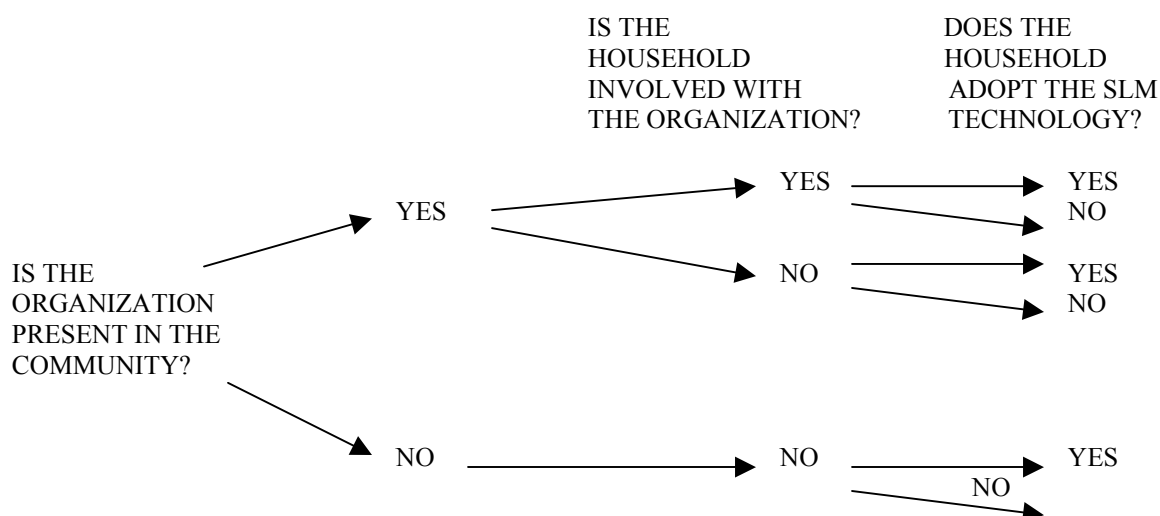 IS THE
HOUSEHOLD
INVOLVED WITH
THE ORGANIZATION?
DOES THE
HOUSEHOLD
ADOPT THE SLM
TECHNOLOGY?
YES
YES
NO
YES
NO
YES
NO
IS THE
ORGANIZATION
PRESENT IN THE
COMMUNITY?
NO
NO
YES
NO